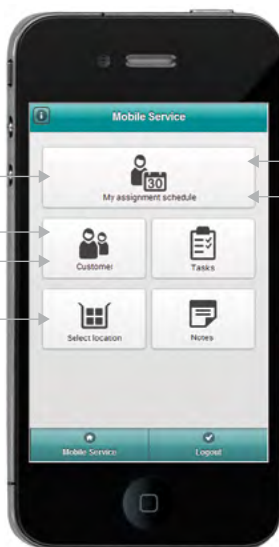 Mobile Service
30
My assignment schedule
Customer
Tasks
Select location
Notes
Mobile Service
Logout